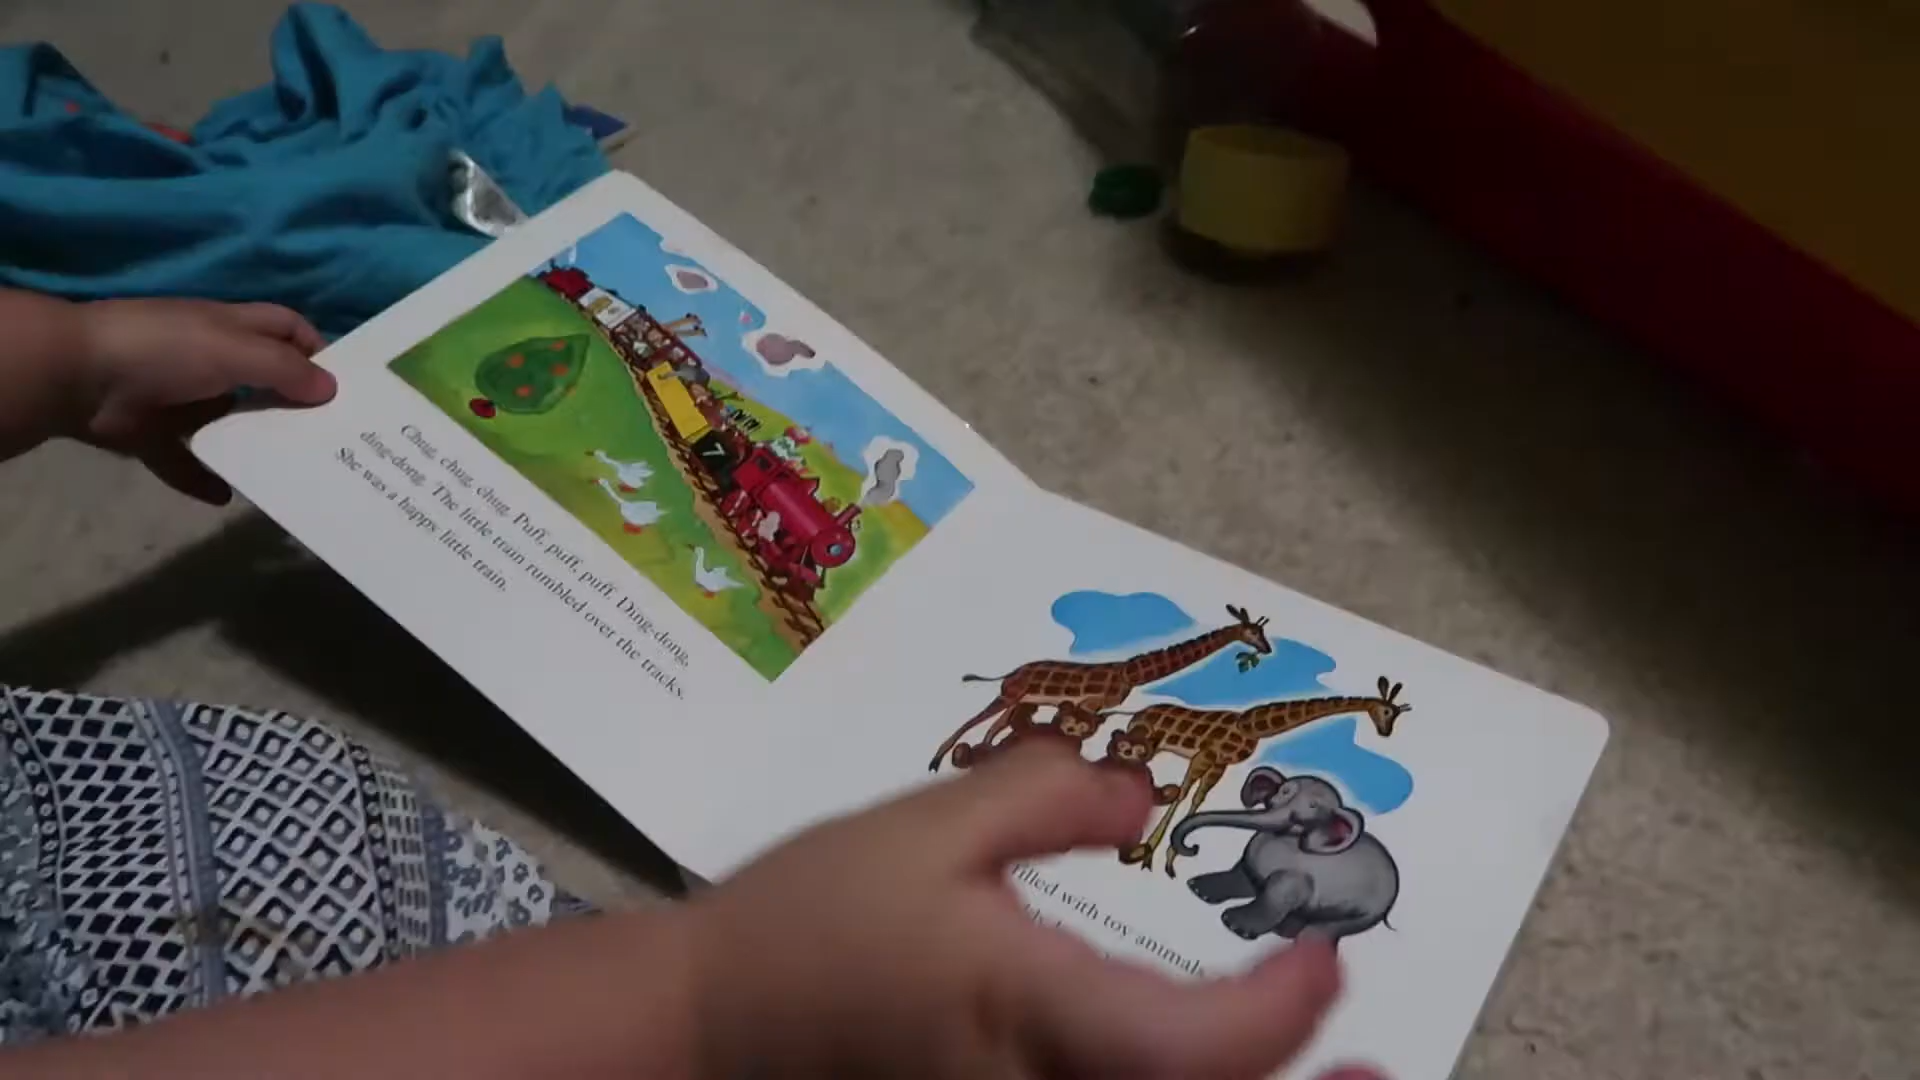 Chug, chug, chug. Puff, puff, puff. Ding-dong,
ding-dong. The little train rumbled over the tracks.
She was a happy little train.
7
filled with toy animals